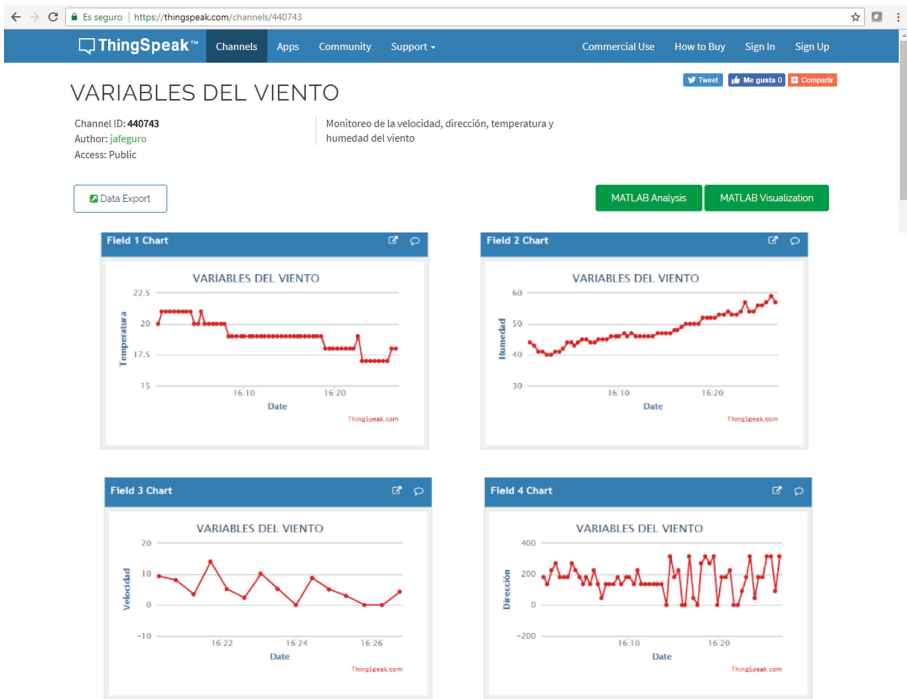 Es seguro | https://thingspeak.com/channels/440743
ThingSpeak™ Channels Apps Community Support Commercial Use How to Buy Sign In Sign Up
Tweet Me gusta 0 Compartir
VARIABLES DEL VIENTO
Channel ID: 440743
Author: jafeguro
Access: Public
Monitoreo de la velocidad, dirección, temperatura y
humedad del viento
Data Export
MATLAB Analysis MATLAB Visualization
Field 1 Chart
VARIABLES DEL VIENTO
Temperatura
22.5
20
17.5
15
16:10 16:20
Date
ThingSpeak.com
Field 2 Chart
VARIABLES DEL VIENTO
Humedad
60
50
40
30
16:10 16:20
Date
ThingSpeak.com
Field 3 Chart
VARIABLES DEL VIENTO
Velocidad
20
10
0
-10
16:22 16:24 16:26
Date
ThingSpeak.com
Field 4 Chart
VARIABLES DEL VIENTO
Dirección
400
200
0
-200
16:10 16:20
Date
ThingSpeak.com